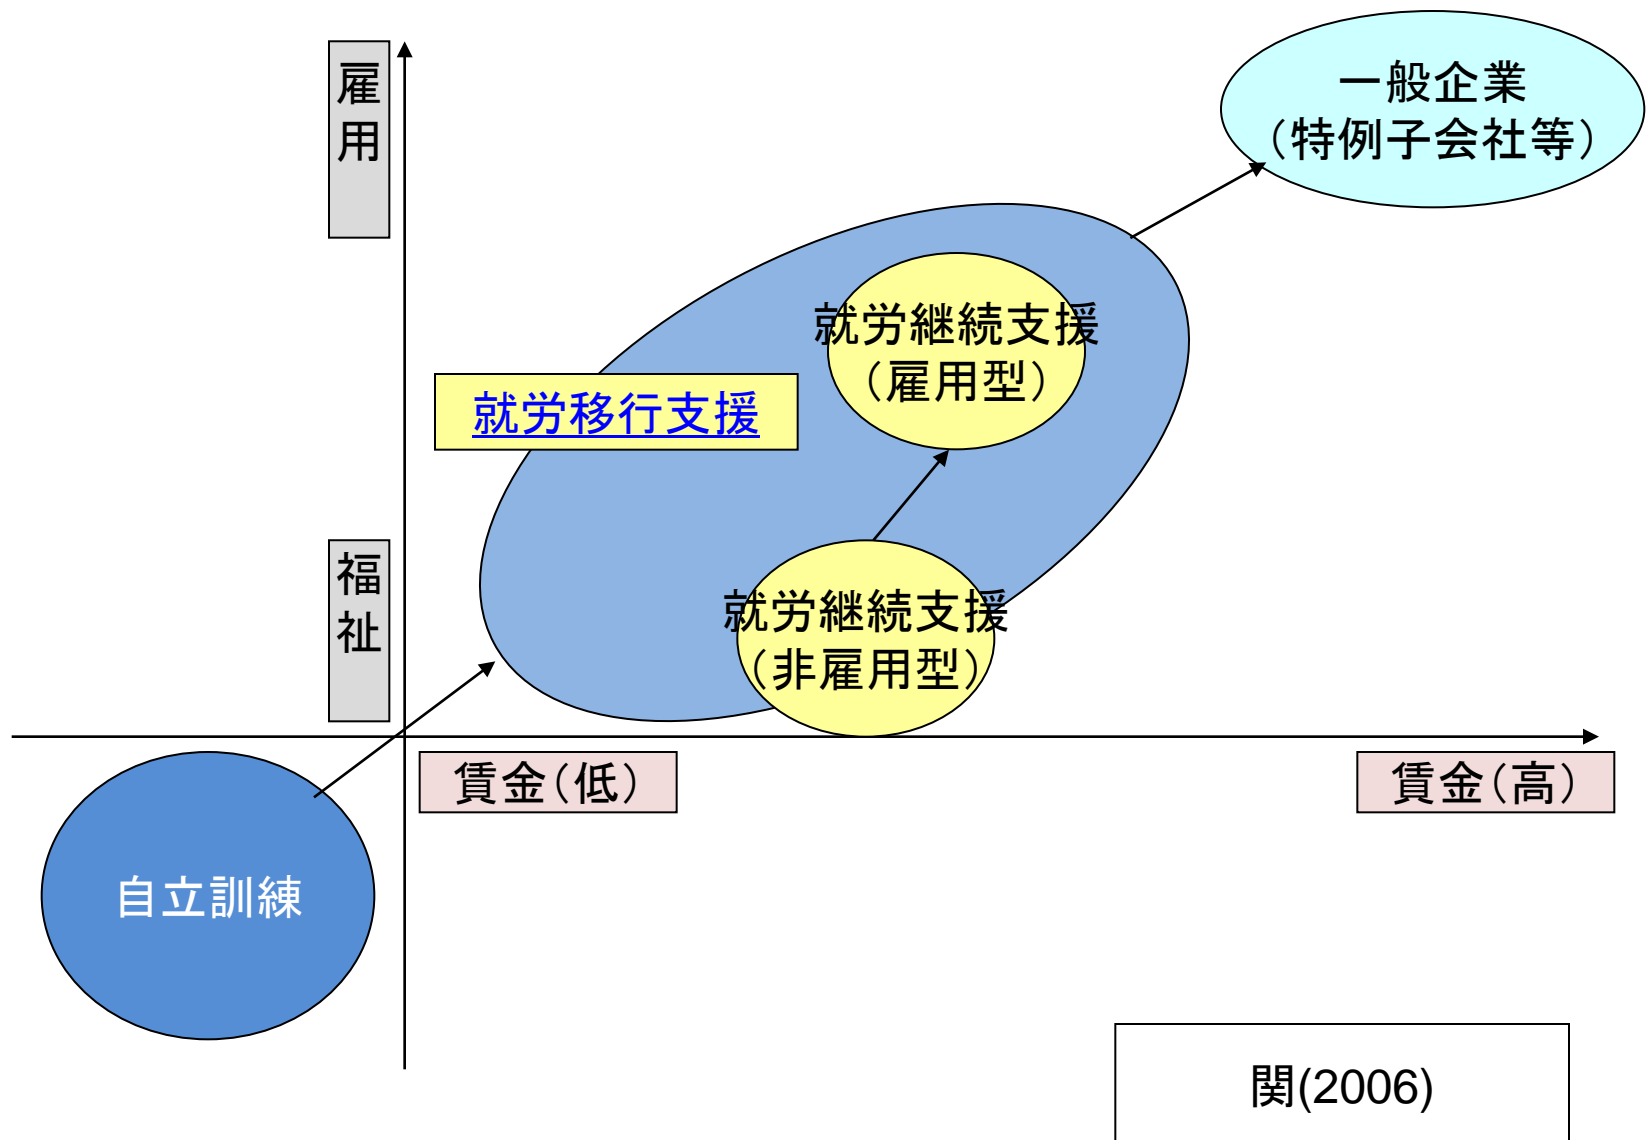 雇
用
一般企業
（特例子会社等）
就労継続支援
（雇用型）
就労移行支援
福
祉
就労継続支援
（非雇用型）
賃金（低）
賃金（高）
自立訓練
関(2006)